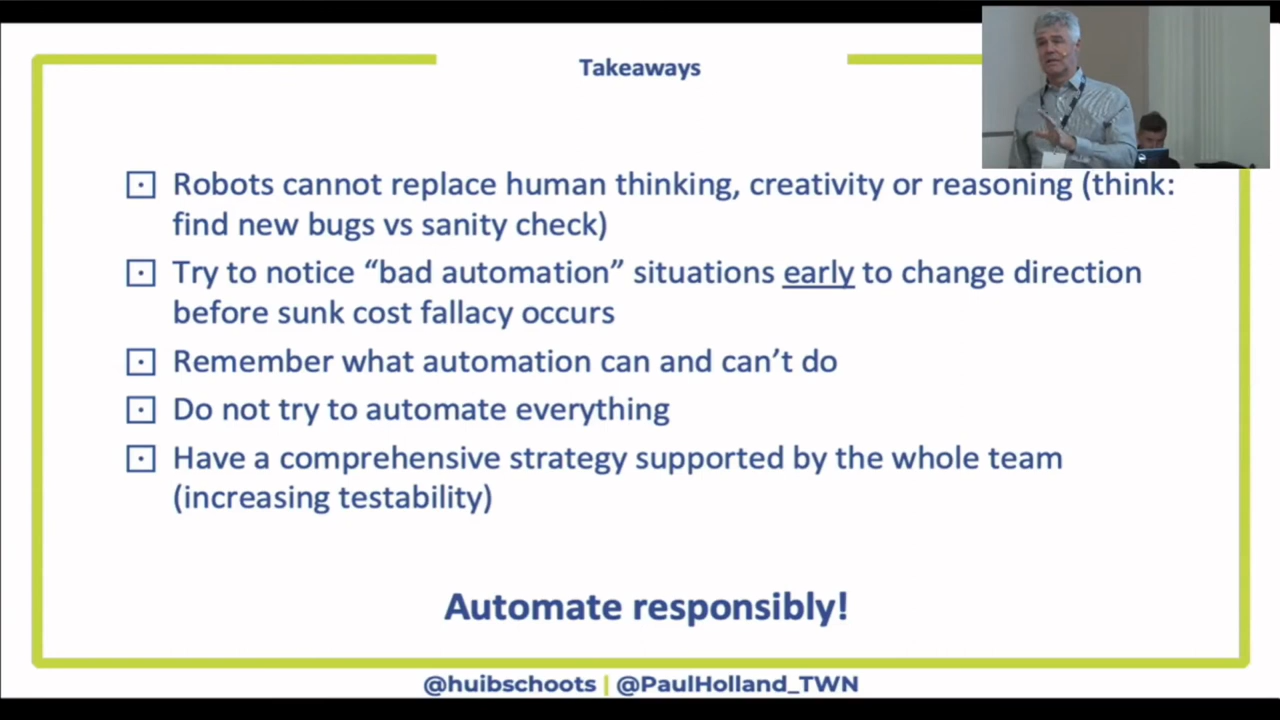 Takeaways
Robots cannot replace human thinking, creativity or reasoning (think:
find new bugs vs sanity check)
Try to notice “bad automation” situations early to change direction
before sunk cost fallacy occurs
Remember what automation can and can’t do
Do not try to automate everything
Have a comprehensive strategy supported by the whole team
(increasing testability)
Automate responsibly!
@huibschoots | @PaulHolland_TWN